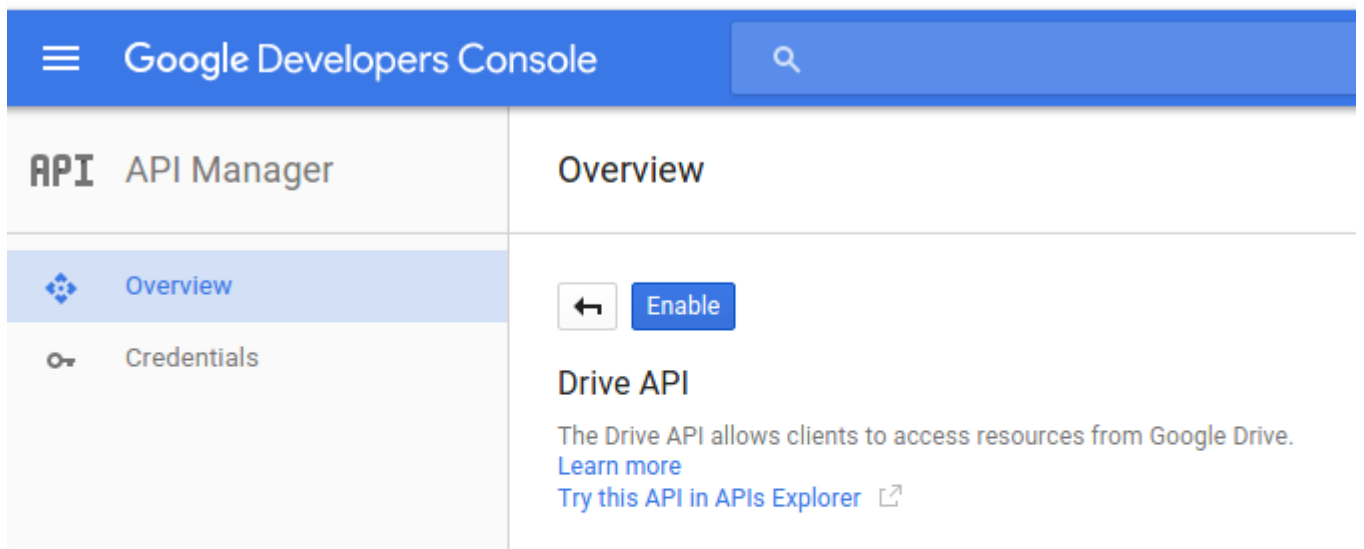 Google Developers Console
API API Manager
Overview
Overview
Credentials
Enable
Drive API
The Drive API allows clients to access resources from Google Drive.
Learn more
Try this API in APIs Explorer